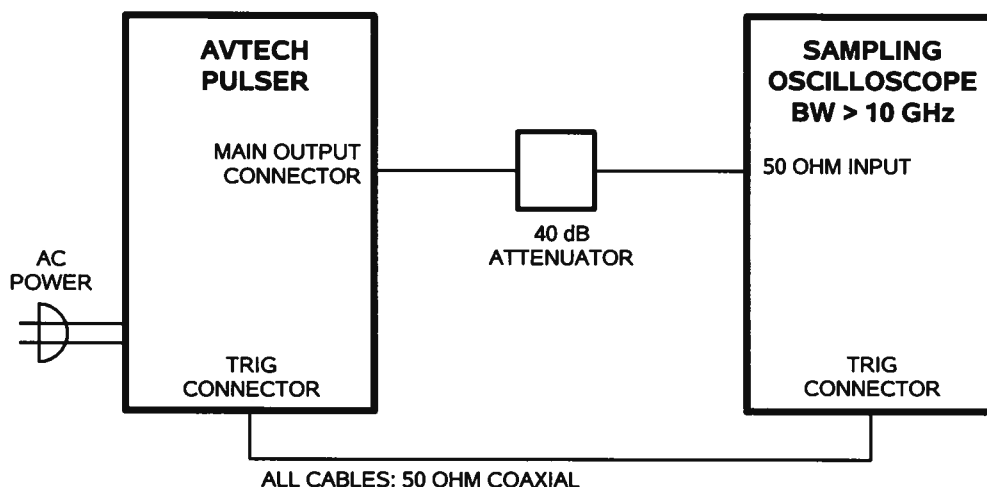 AVTECH
PULSER
MAIN OUTPUT
CONNECTOR
AC
POWER
TRIG
CONNECTOR
40 dB
ATTENUATOR
SAMPLING
OSCILLOSCOPE
BW > 10 GHz
50 OHM INPUT
TRIG
CONNECTOR
ALL CABLES: 50 OHM COAXIAL